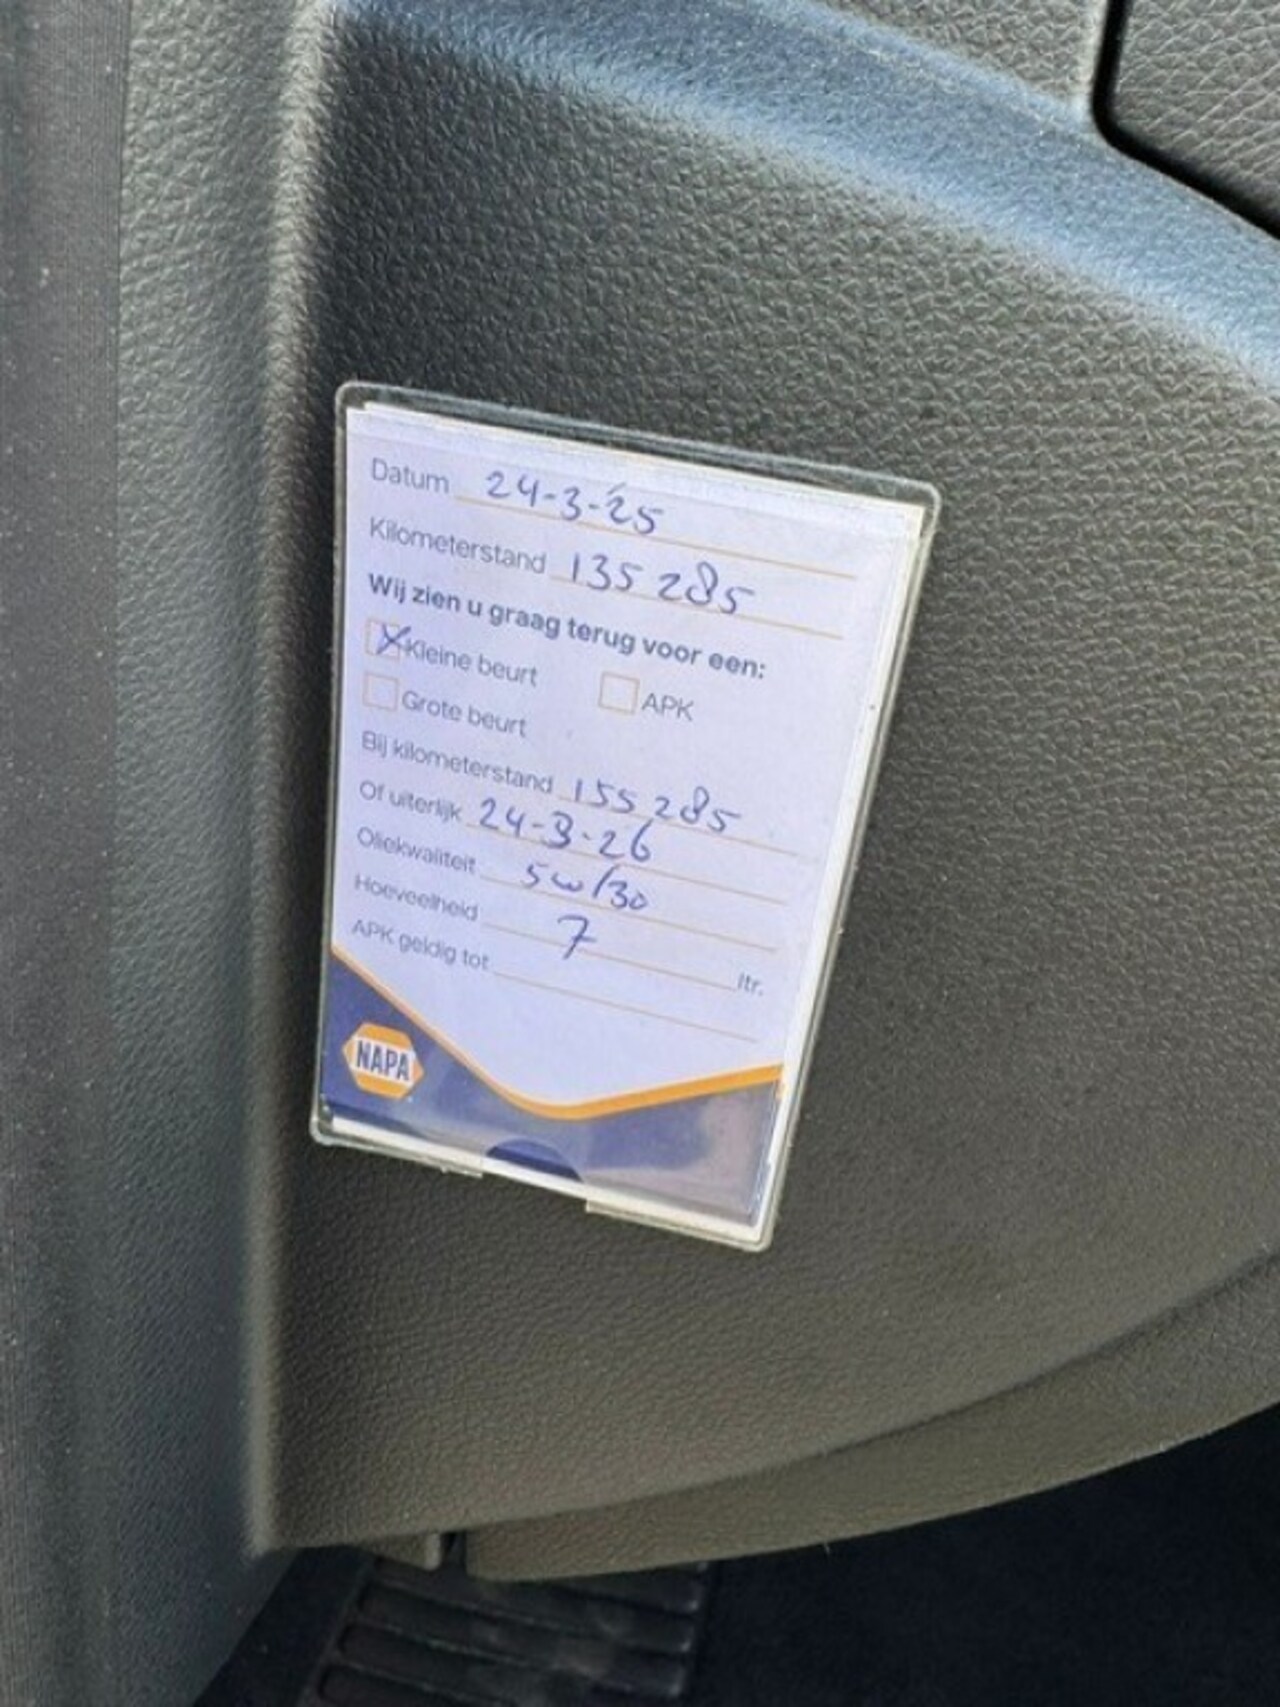 Datum 24-3-25
Kilometerstand 135 285
Wij zien u graag terug voor een:
Kleine beurt APK
Grote beurt
Bij kilometerstand 155 285
Of uiterlijk 24-3-26
Oliekwaliteit 5w/30
Hoeveelheid 7 ltr.
APK geldig tot
NAPA